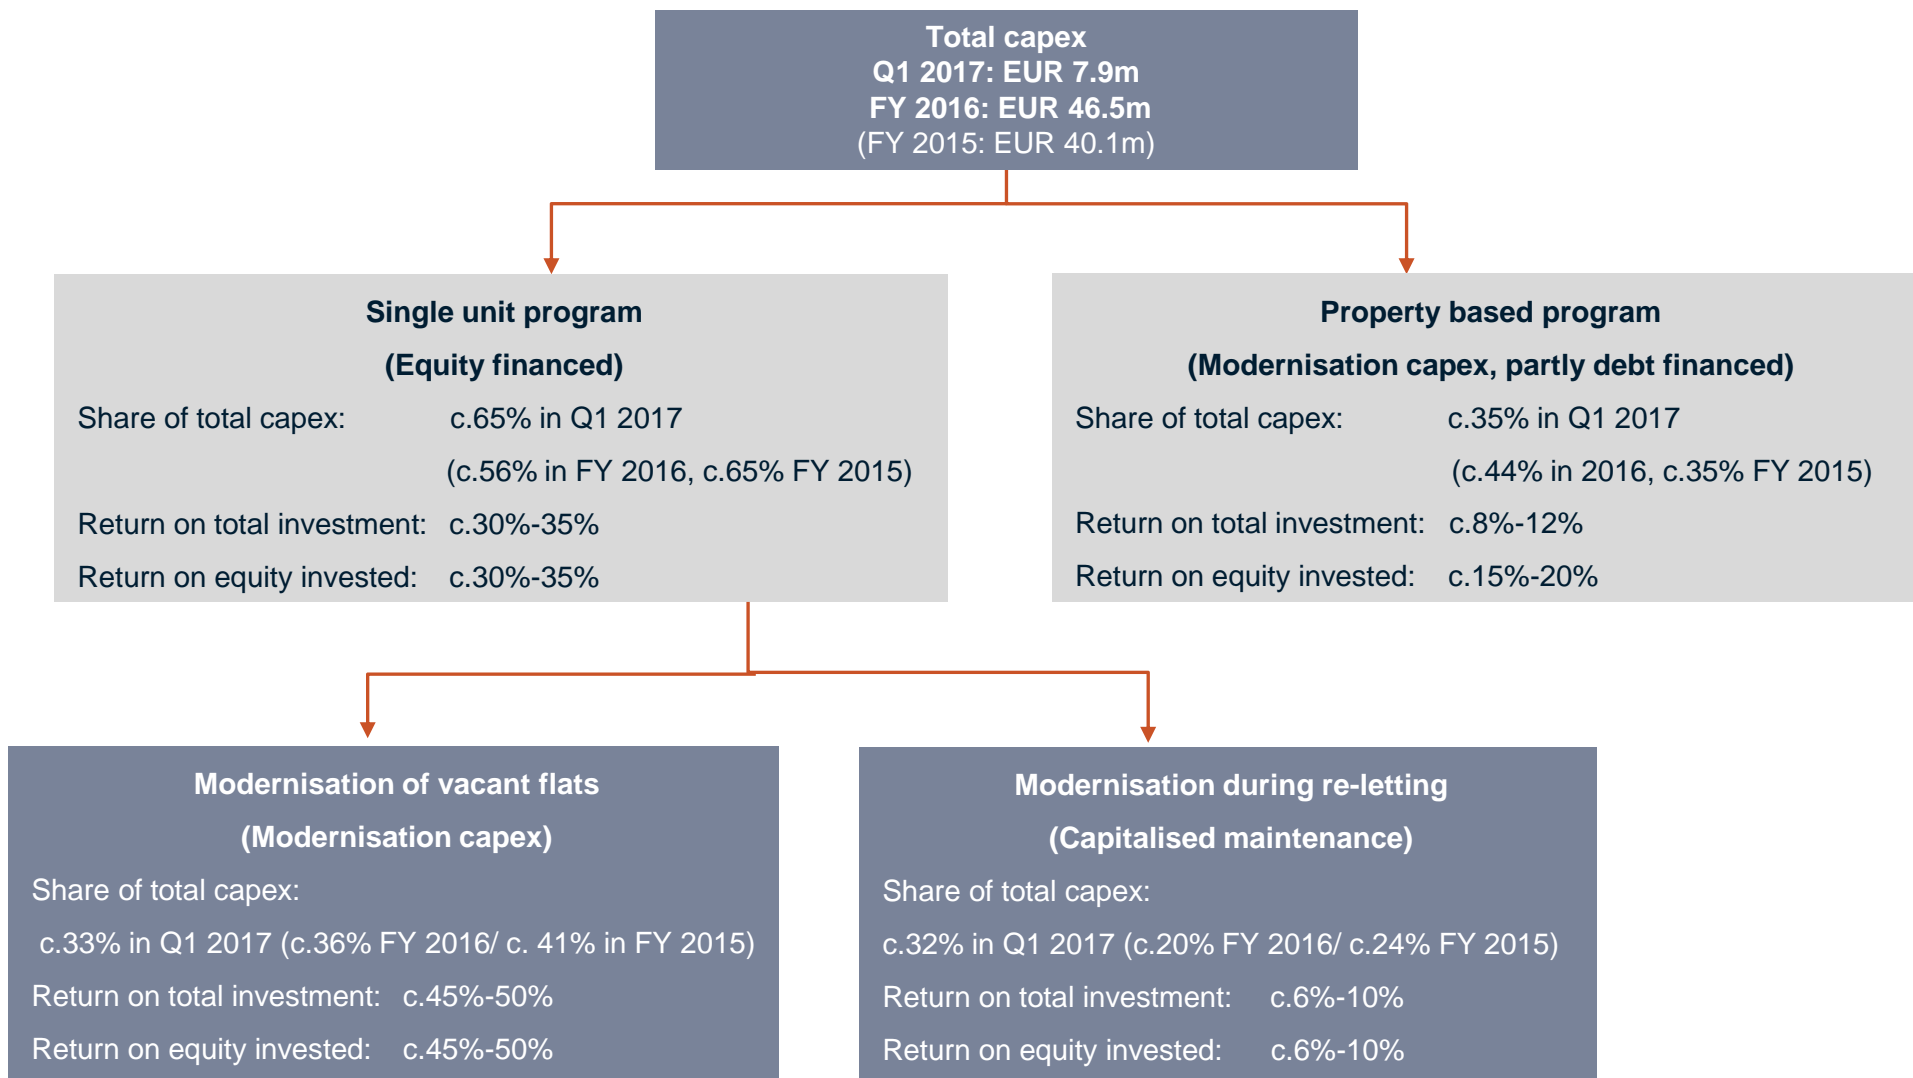 Total capex
Q1 2017: EUR 7.9m
FY 2016: EUR 46.5m
(FY 2015: EUR 40.1m)
Single unit program
(Equity financed)
Share of total capex: c.65% in Q1 2017
(c.56% in FY 2016, c.65% FY 2015)
Return on total investment: c.30%-35%
Return on equity invested: c.30%-35%
Property based program
(Modernisation capex, partly debt financed)
Share of total capex: c.35% in Q1 2017
(c.44% in 2016, c.35% FY 2015)
Return on total investment: c.8%-12%
Return on equity invested: c.15%-20%
Modernisation of vacant flats
(Modernisation capex)
Share of total capex:
c.33% in Q1 2017 (c.36% FY 2016/ c. 41% in FY 2015)
Return on total investment: c.45%-50%
Return on equity invested: c.45%-50%
Modernisation during re-letting
(Capitalised maintenance)
Share of total capex:
c.32% in Q1 2017 (c.20% FY 2016/ c.24% FY 2015)
Return on total investment: c.6%-10%
Return on equity invested: c.6%-10%